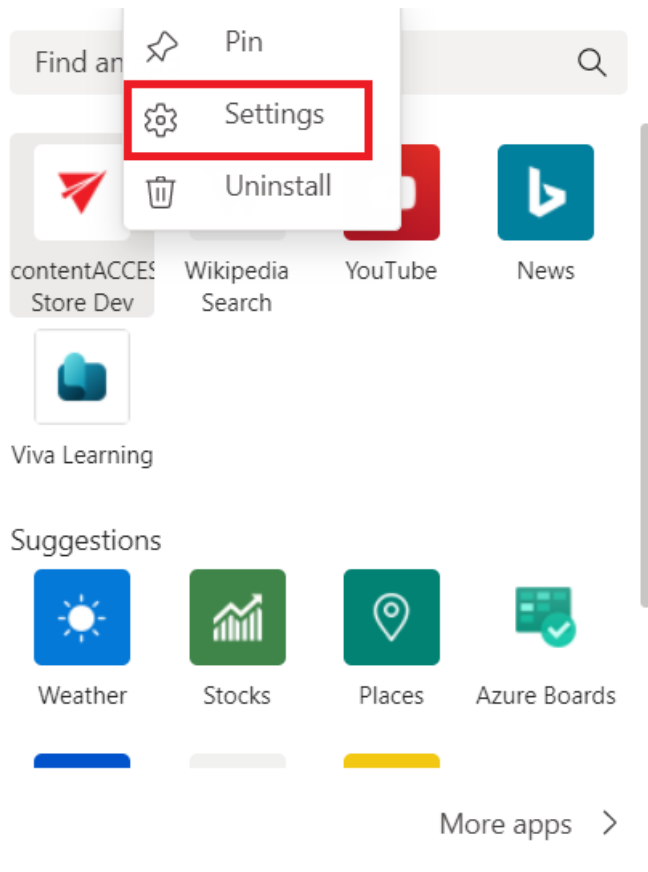 Find an
Pin
Settings
Uninstall
contentACCES
Store Dev
Wikipedia
Search
YouTube
News
Viva Learning
Suggestions
Weather
Stocks
Places
Azure Boards
More apps